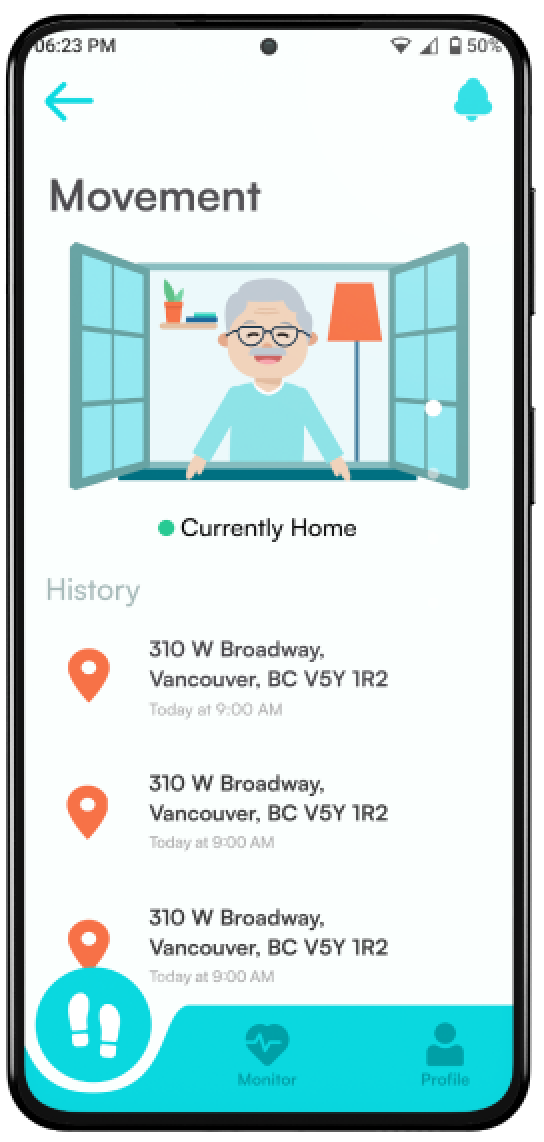 06:23 PM 50%
Movement
Currently Home
History
310 W Broadway,
Vancouver, BC V5Y 1R2
Today at 9:00 AM
310 W Broadway,
Vancouver, BC V5Y 1R2
Today at 9:00 AM
310 W Broadway,
Vancouver, BC V5Y 1R2
Today at 9:00 AM
Monitor Profile